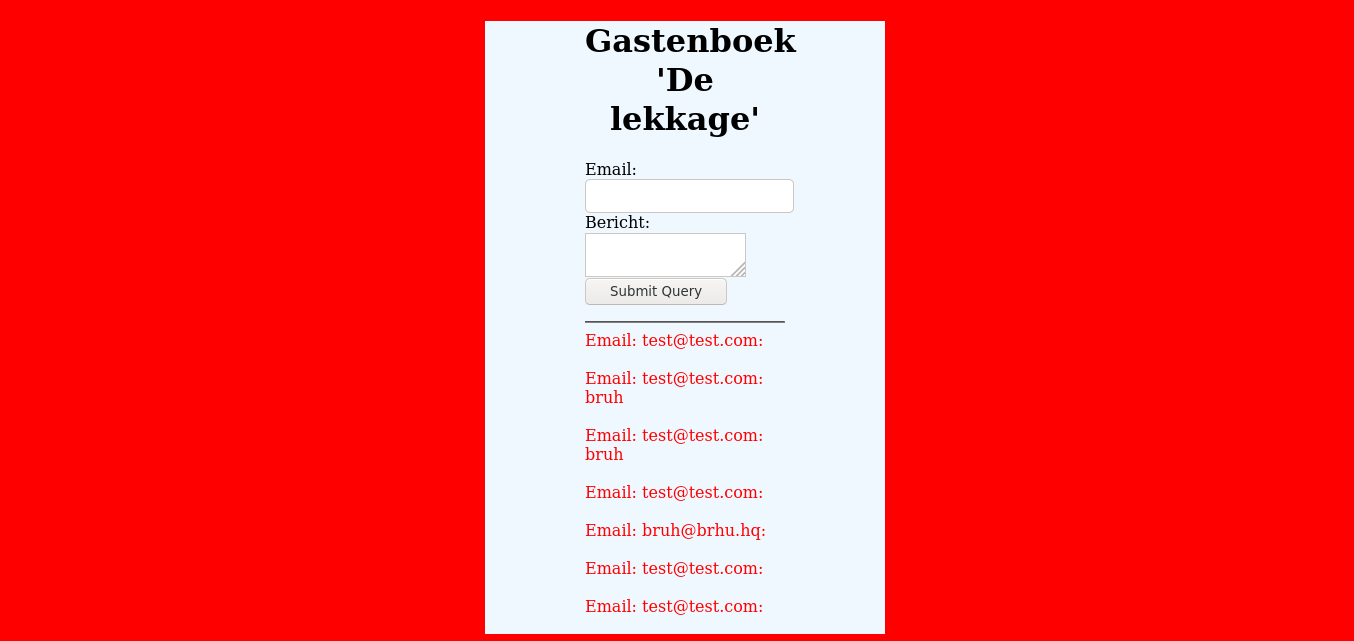 Gastenboek
'De
lekkage'
Email:
Bericht:
Submit Query
Email: test@test.com:
Email: test@test.com:
bruh
Email: test@test.com:
bruh
Email: test@test.com:
Email: bruh@brhu.hq:
Email: test@test.com:
Email: test@test.com: